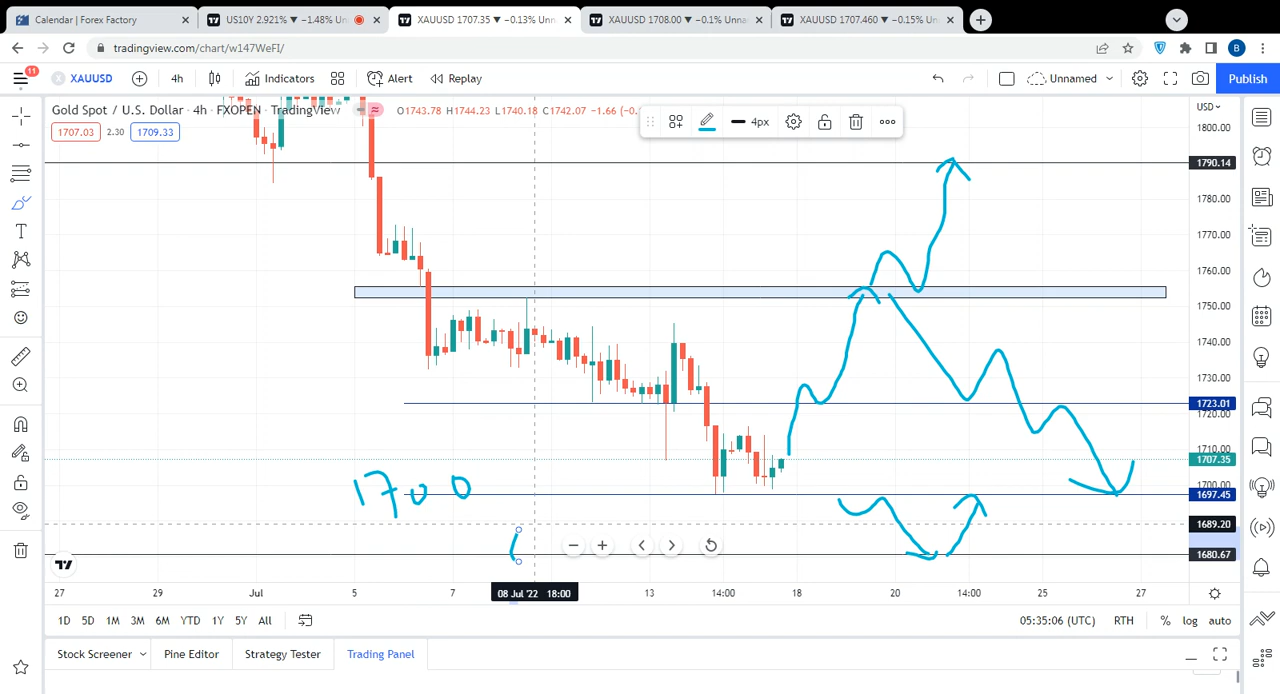 Calendar | Forex Factory
US10Y 2.921% ▼ −1.48% Unn
XAUUSD 1707.35 ▼ −0.13% Unn
XAUUSD 1708.00 ▼ −0.1% Unna
XAUUSD 1707.460 ▼ −0.15% Unn
tradingview.com/chart/w147WeFI/
B
11
XAUUSD
4h
Indicators
Alert
Replay
Unnamed
Publish
Gold Spot / U.S. Dollar · 4h · FXOPEN · TradingView
O1743.78 H1744.23 L1740.18 C1742.07 −1.66 (−0.
1707.03 2.30 1709.33
4px
USD
1800.00
1790.14
1780.00
1770.00
1760.00
1750.00
1740.00
1730.00
1723.01
1720.00
1710.00
1707.35
1700.00
1697.45
1689.20
1680.67
1700
27 29 Jul 5 7 08 Jul '22 18:00 13 14:00 18 20 14:00 25 27
1D 5D 1M 3M 6M YTD 1Y 5Y All
05:35:06 (UTC) RTH % log auto
Stock Screener Pine Editor Strategy Tester Trading Panel